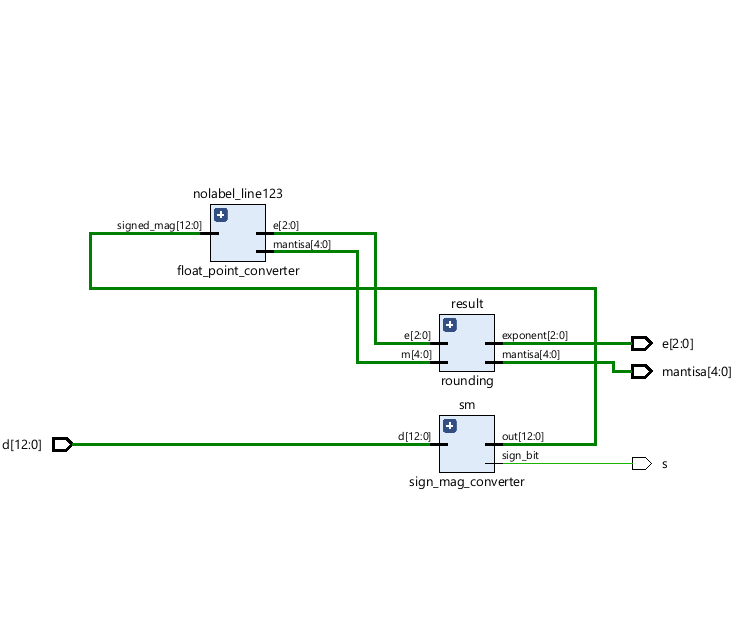 nolabel_line123
signed_mag[12:0]
e[2:0]
mantisa[4:0]
float_point_converter
result
e[2:0]
exponent[2:0]
e[2:0]
m[4:0]
mantisa[4:0]
mantisa[4:0]
rounding
sm
d[12:0]
d[12:0]
out[12:0]
sign_bit
s
sign_mag_converter